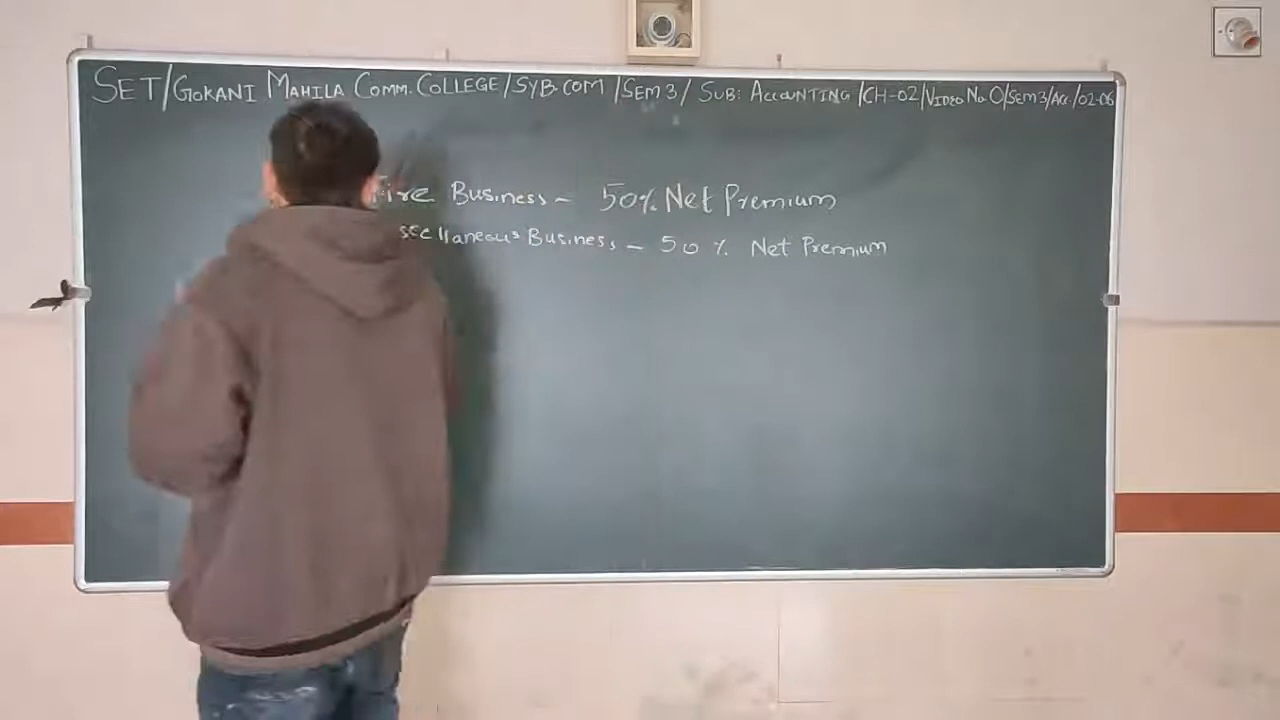 SET/GOKANI MAHILA COMM. COLLEGE/SYB.COM/SEM 3/ SUB: ACCOUNTING/CH-02/VIDEO No. 0/SEM3/Acc./02-06
Fire Business - 50% Net Premium
scellaneous Business - 50 % Net Premium